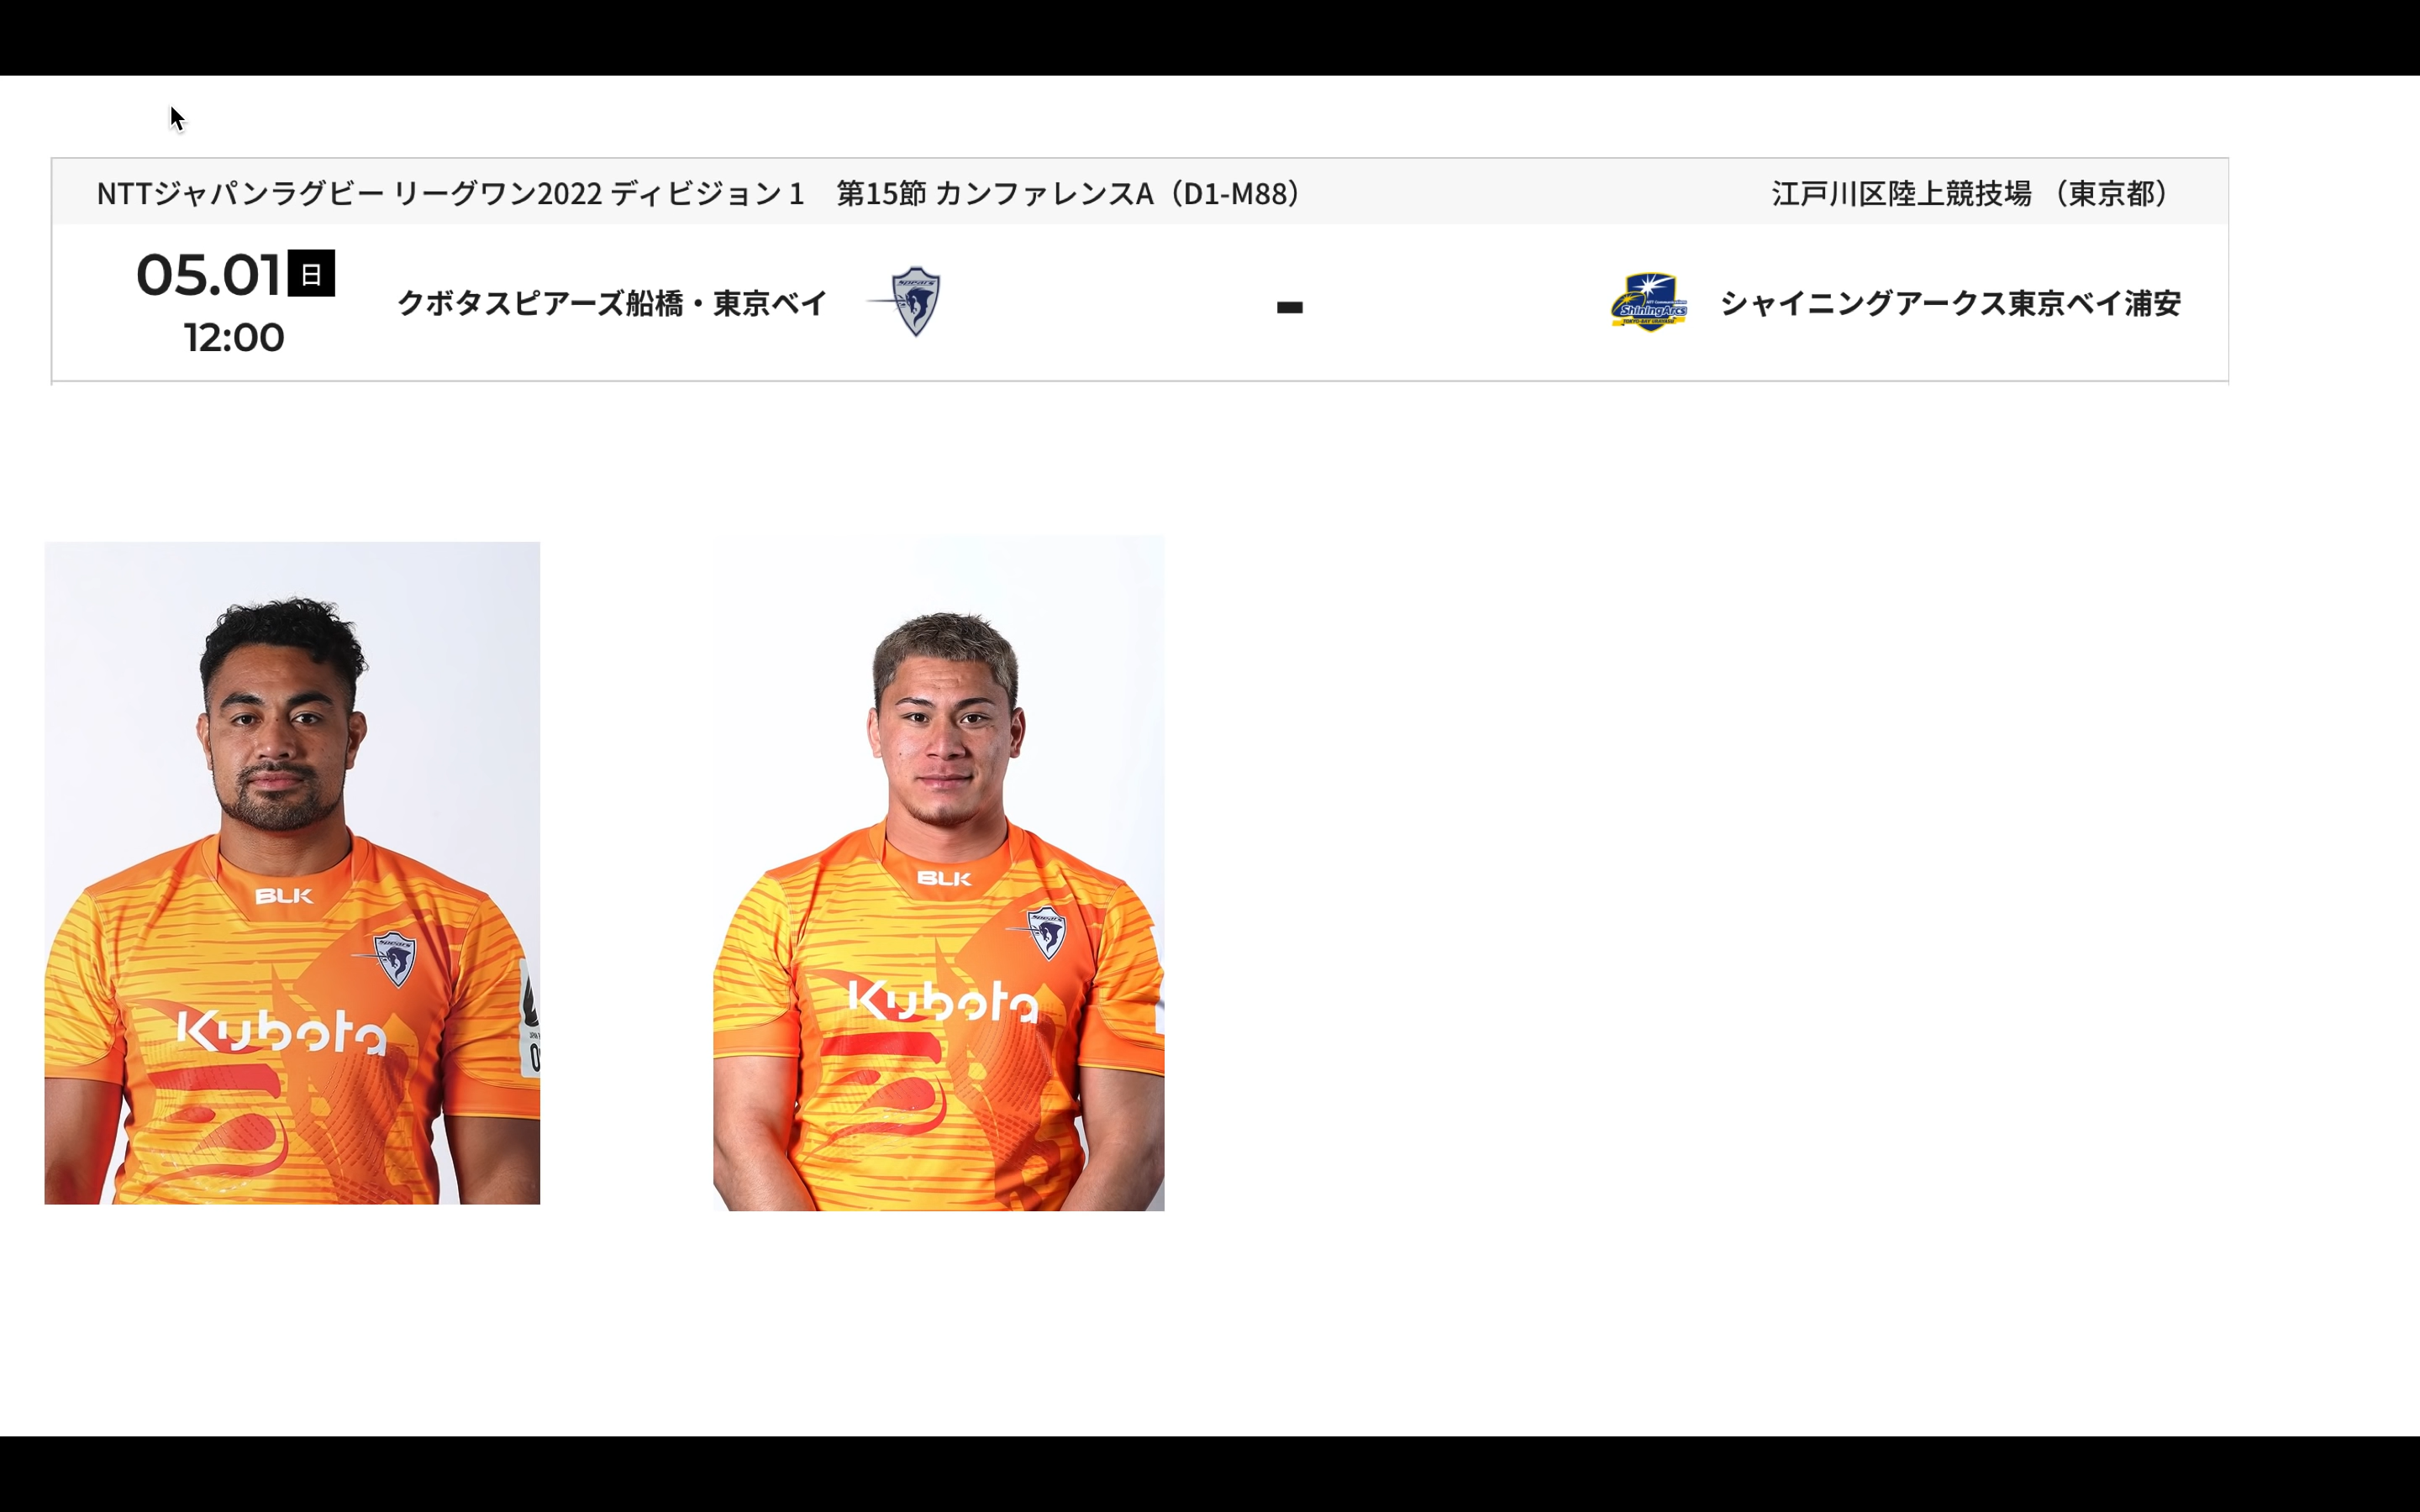 NTTジャパンラグビー リーグワン2022 ディビジョン 1　第15節 カンファレンスA（D1-M88）
江戸川区陸上競技場 （東京都）
05.01 日
12:00
クボタスピアーズ船橋・東京ベイ
Spears
-
ShiningArcs
シャイニングアークス東京ベイ浦安
BLK
Spears
Kubota
BLK
Spears
Kubota